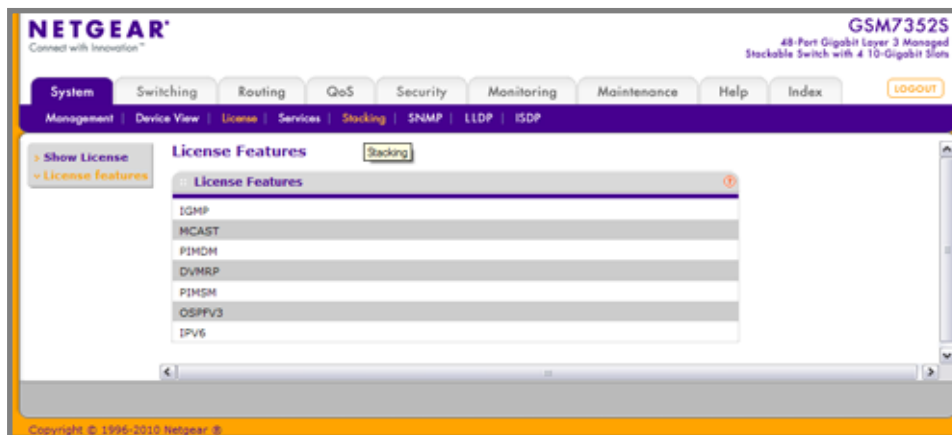 NETGEAR®
Connect with Innovation™
GSM7352S
48-Port Gigabit Layer 3 Managed
Stackable Switch with 4 10-Gigabit Slots
System Switching Routing QoS Security Monitoring Maintenance Help Index LOGOUT
Management | Device View | License | Services | Stacking | SNMP | LLDP | ISDP
Show License
License features
License Features
Stacking
License Features
IGMP
MCAST
PIMDM
DVMRP
PIMSM
OSPFV3
IPV6
Copyright © 1996-2010 Netgear ®